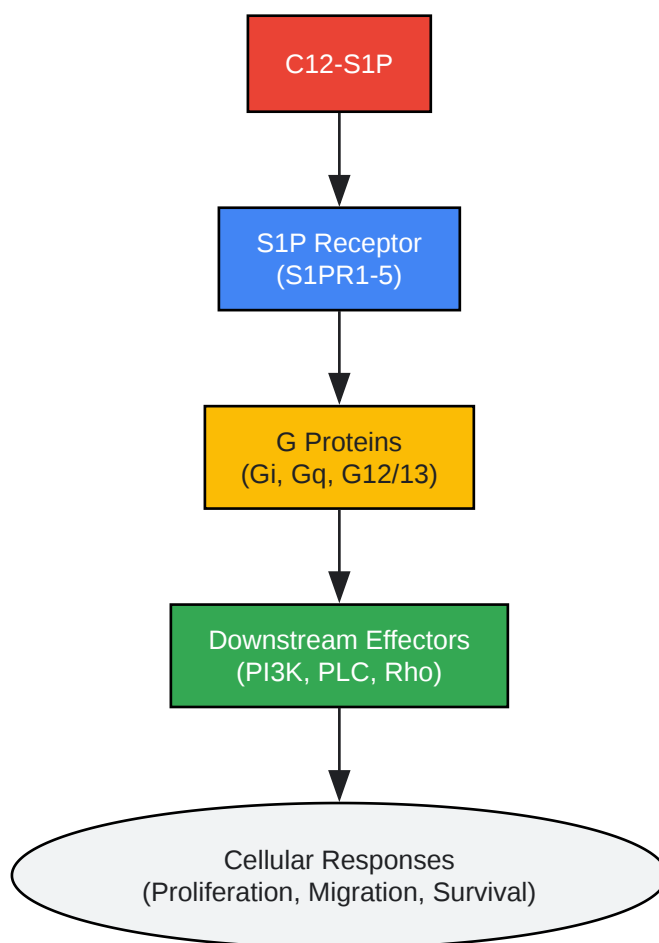 C12-S1P
S1P Receptor
(S1PR1-5)
G Proteins
(Gi, Gq, G12/13)
Downstream Effectors
(PI3K, PLC, Rho)
Cellular Responses
(Proliferation, Migration, Survival)